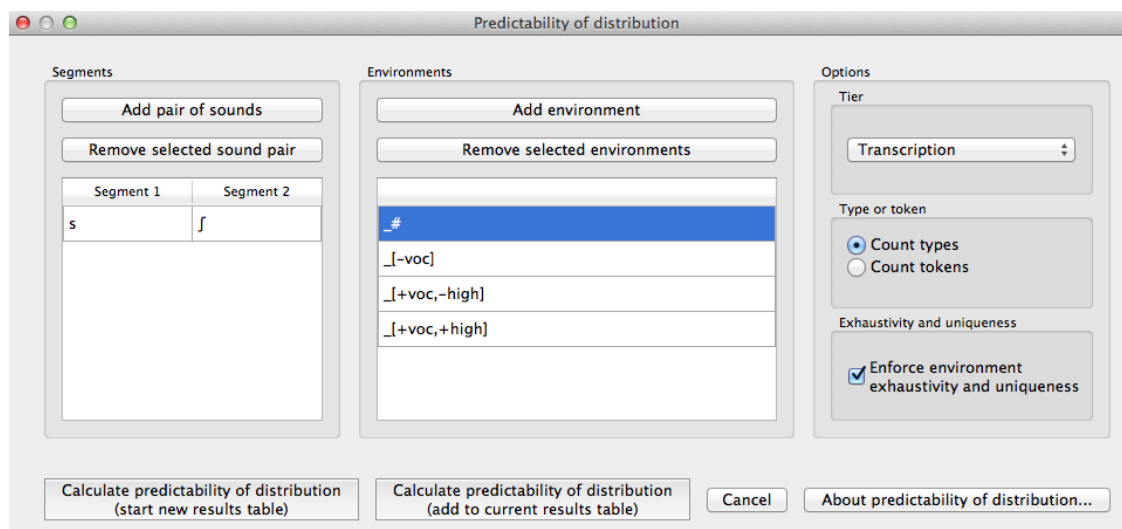 Predictability of distribution
Segments
Add pair of sounds
Remove selected sound pair
Segment 1 Segment 2
s ʃ
Environments
Add environment
Remove selected environments
_#
_[-voc]
_[+voc,-high]
_[+voc,+high]
Options
Tier
Transcription
Type or token
Count types
Count tokens
Exhaustivity and uniqueness
Enforce environment
exhaustivity and uniqueness
Calculate predictability of distribution
(start new results table)
Calculate predictability of distribution
(add to current results table)
Cancel
About predictability of distribution...